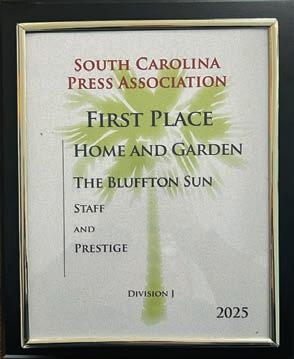 South Carolina
Press Association
First Place
Home and Garden
The Bluffton Sun
Staff
and
Prestige
Division J
2025